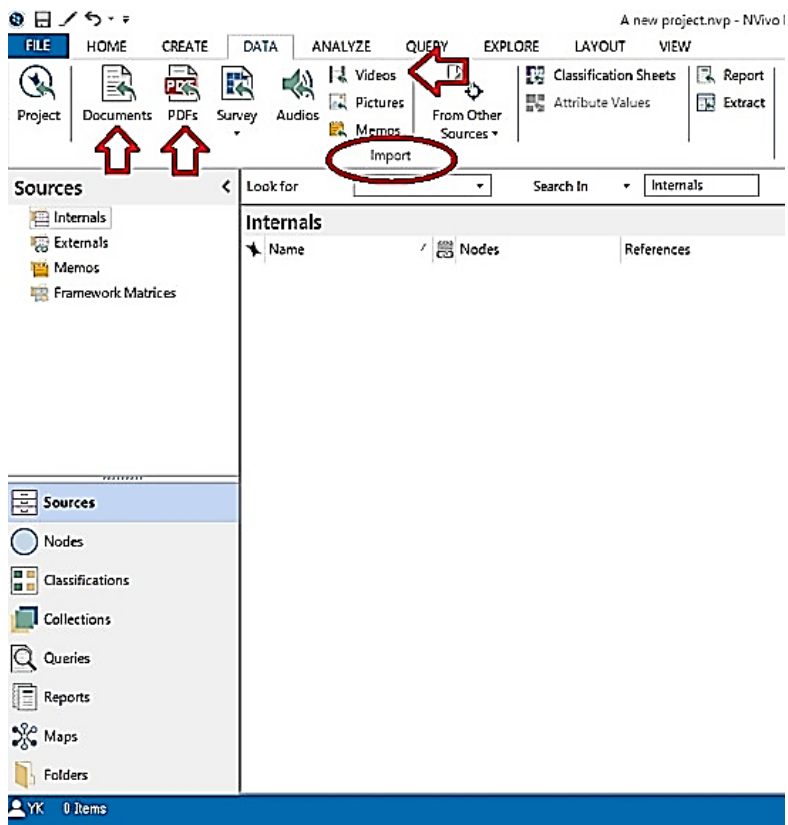 A new project.nvp - NVivo
FILE HOME CREATE DATA ANALYZE QUERY EXPLORE LAYOUT VIEW
Project Documents PDFs Survey Audios Videos Pictures Memos From Other Sources Classification Sheets Attribute Values Report Extract
Import
Sources Look for Search In Internals
Internals
Externals
Memos
Framework Matrices
Internals
Name Nodes References
Sources
Nodes
Classifications
Collections
Queries
Reports
Maps
Folders
YK 0 Items